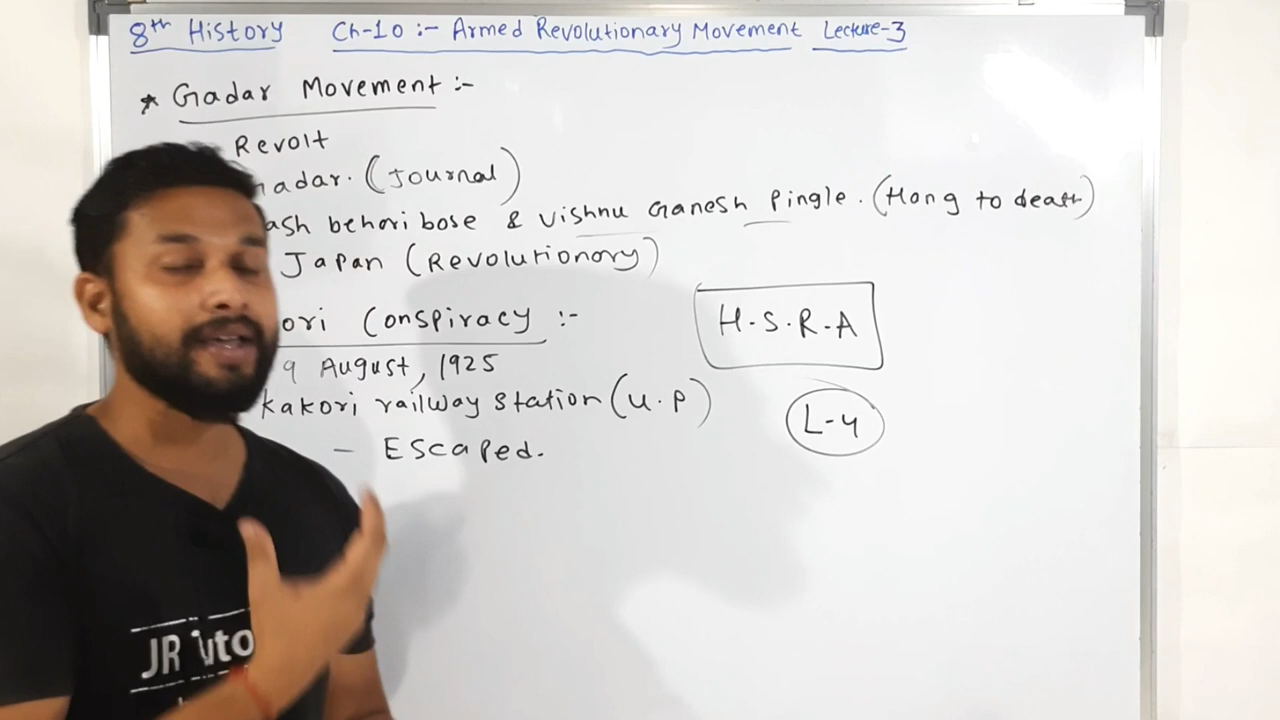 8th History Ch-10 :- Armed Revolutionary Movement Lecture-3
* Gadar Movement :-
Revolt
adar. (Journal)
ash behari bose & Vishnu Ganesh Pingle. (Hang to death)
Japan (Revolutionary)
ori Conspiracy :-
9 August, 1925
kakori railway station (U.P)
- Escaped.
H.S.R.A
L-4
JR Tuto